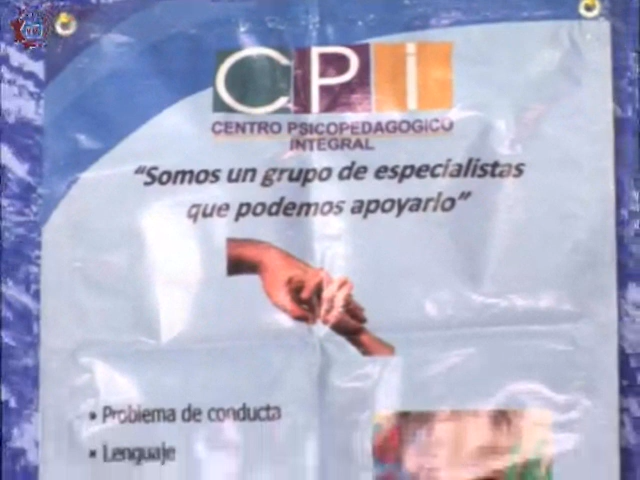 CPi
CENTRO PSICOPEDAGOGICO
INTEGRAL
“Somos un grupo de especialistas
que podemos apoyarlo”
• Problema de conducta
• Lenguaje